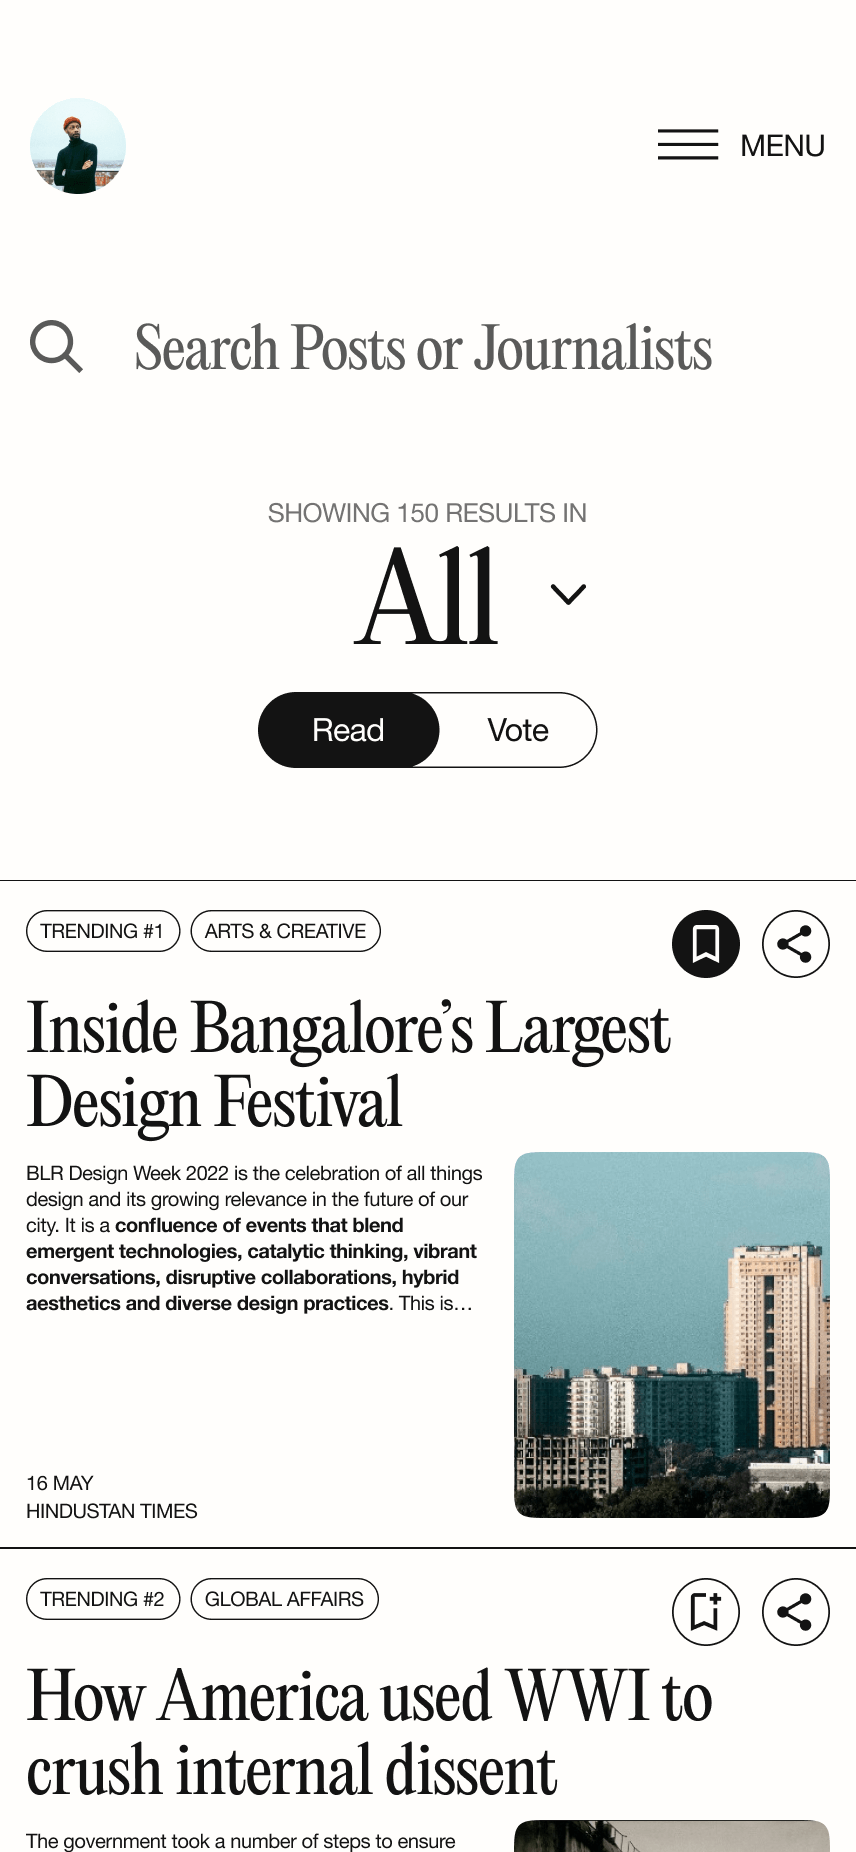 MENU
Search Posts or Journalists
SHOWING 150 RESULTS IN
All
Read Vote
TRENDING #1 ARTS & CREATIVE
Inside Bangalore’s Largest
Design Festival
BLR Design Week 2022 is the celebration of all things
design and its growing relevance in the future of our
city. It is a confluence of events that blend
emergent technologies, catalytic thinking, vibrant
conversations, disruptive collaborations, hybrid
aesthetics and diverse design practices. This is…
16 MAY
HINDUSTAN TIMES
TRENDING #2 GLOBAL AFFAIRS
How America used WWI to
crush internal dissent
The government took a number of steps to ensure